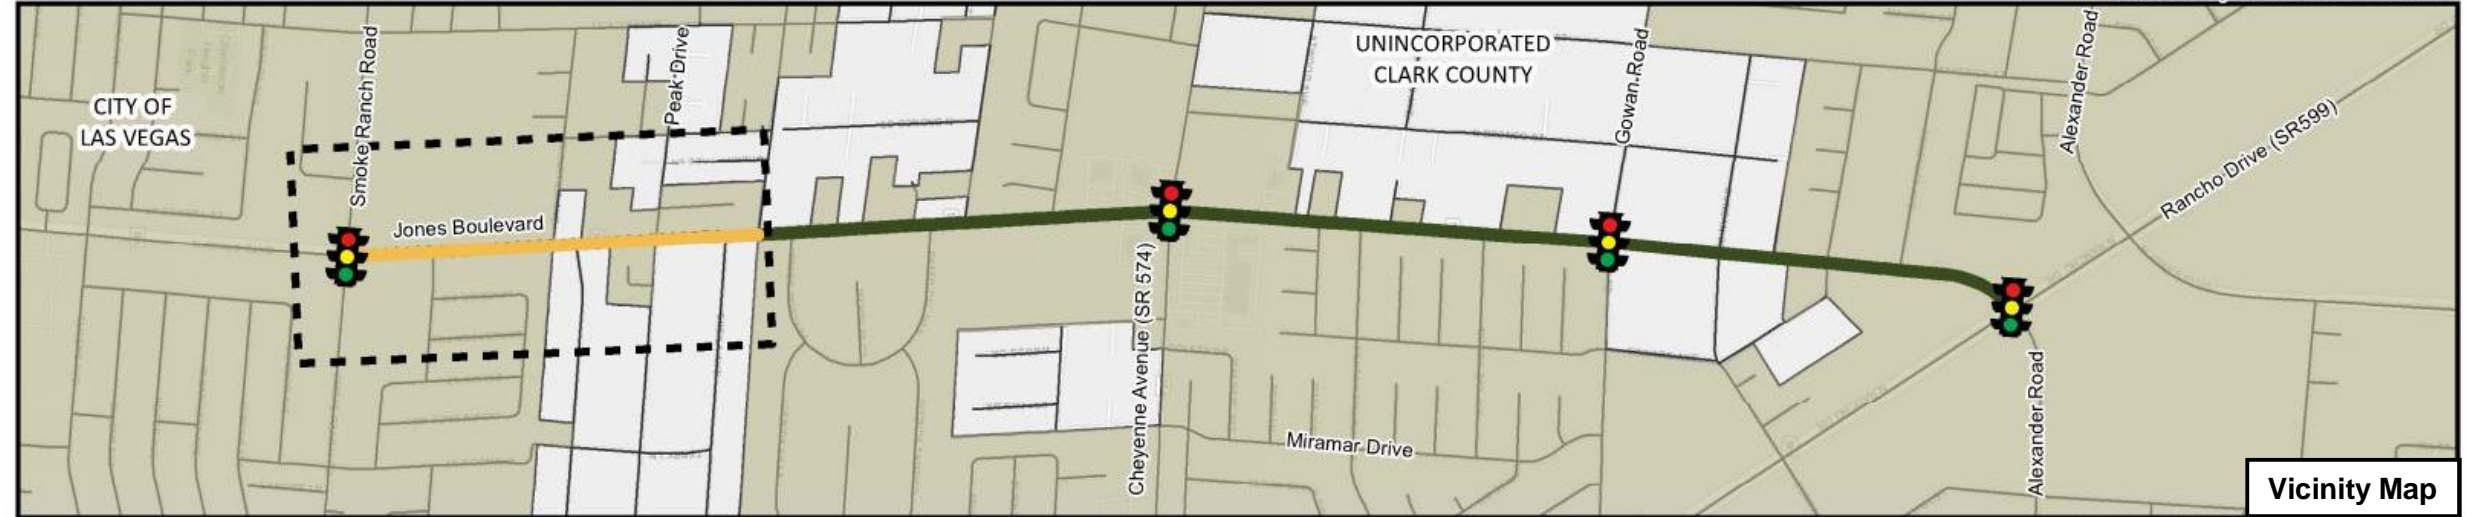 CITY OF
LAS VEGAS
Smoke Ranch Road
Jones Boulevard
Peak Drive
Cheyenne Avenue (SR 574)
UNINCORPORATED
CLARK COUNTY
Miramar Drive
Gowan Road
Alexander Road
Rancho Drive (SR599)
Alexander Road
Vicinity Map